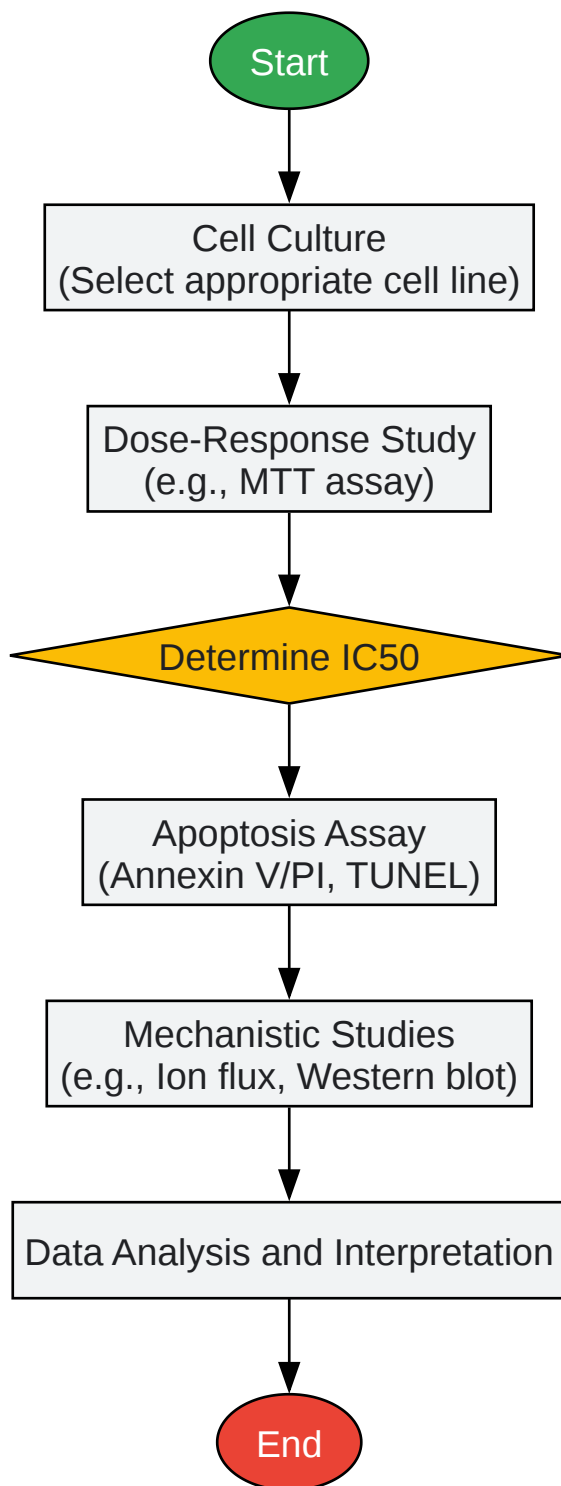 Start
Cell Culture
(Select appropriate cell line)
Dose-Response Study
(e.g., MTT assay)
Determine IC50
Apoptosis Assay
(Annexin V/PI, TUNEL)
Mechanistic Studies
(e.g., Ion flux, Western blot)
Data Analysis and Interpretation
End